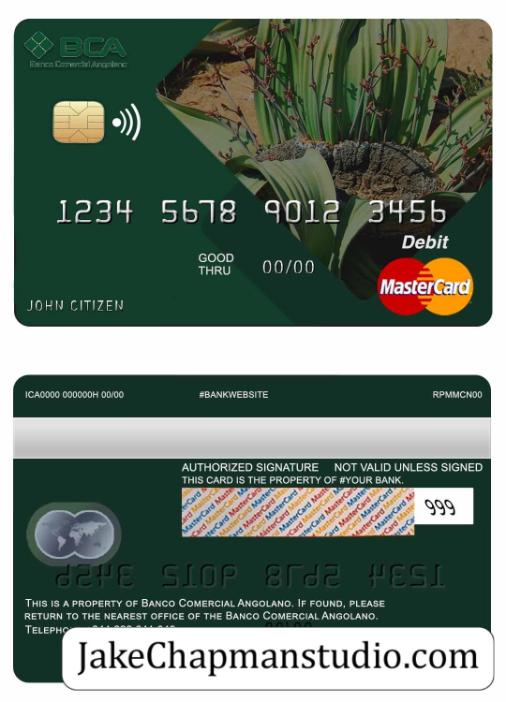 BCA
Banco Comercial Angolano
1234 5678 9012 3456
Debit
GOOD THRU 00/00
MasterCard
JOHN CITIZEN
ICA0000 000000H 00/00 #BANKWEBSITE RPMMCN00
AUTHORIZED SIGNATURE NOT VALID UNLESS SIGNED
THIS CARD IS THE PROPERTY OF #YOUR BANK.
MasterCard MasterCard MasterCard
999
THIS IS A PROPERTY OF BANCO COMERCIAL ANGOLANO. IF FOUND, PLEASE
RETURN TO THE NEAREST OFFICE OF THE BANCO COMERCIAL ANGOLANO.
JakeChapmanstudio.com